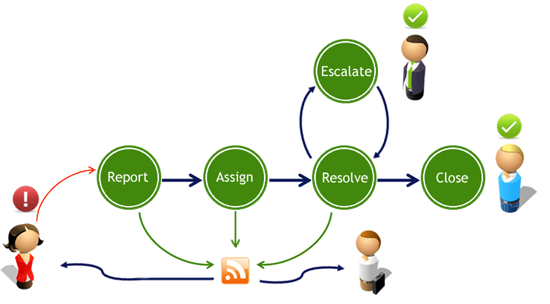 Escalate
Report
Assign
Resolve
Close